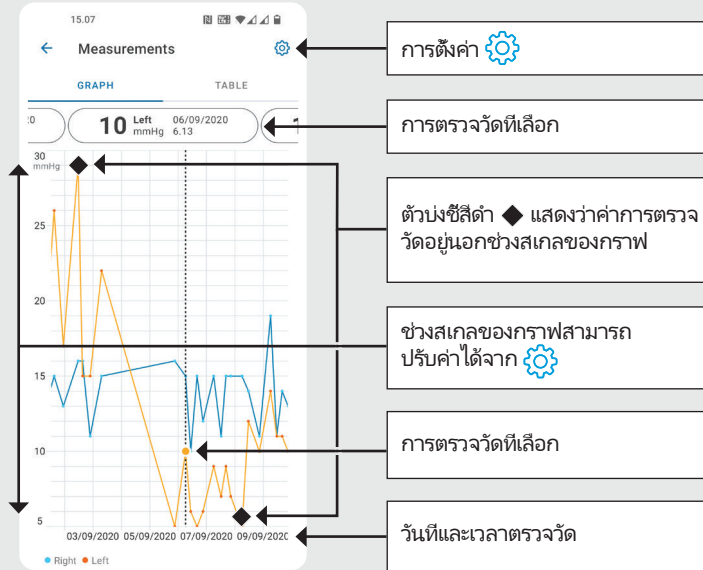 15.07
Measurements
GRAPH TABLE
10 Left mmHg 06/09/2020 6.13
30
mmHg
25
20
15
10
5
03/09/2020 05/09/2020 07/09/2020 09/09/2020
Right Left
การตั้งค่า
การตรวจวัดที่เลือก
ตัวบ่งชี้สีดำ ◆ แสดงว่าค่าการตรวจ
วัดอยู่นอกช่วงสเกลของกราฟ
ช่วงสเกลของกราฟสามารถ
ปรับค่าได้จาก
การตรวจวัดที่เลือก
วันที่และเวลาตรวจวัด